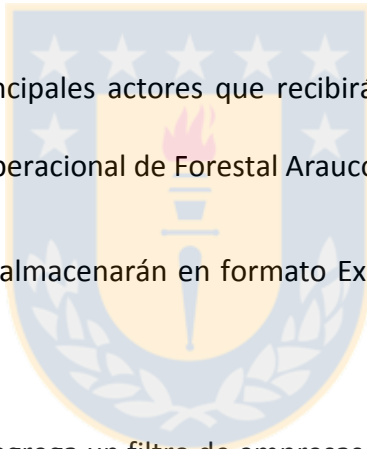 ncipales actores que recibirá
peracional de Forestal Arauco
almacenarán en formato Ex
agrega un filtro de empresas